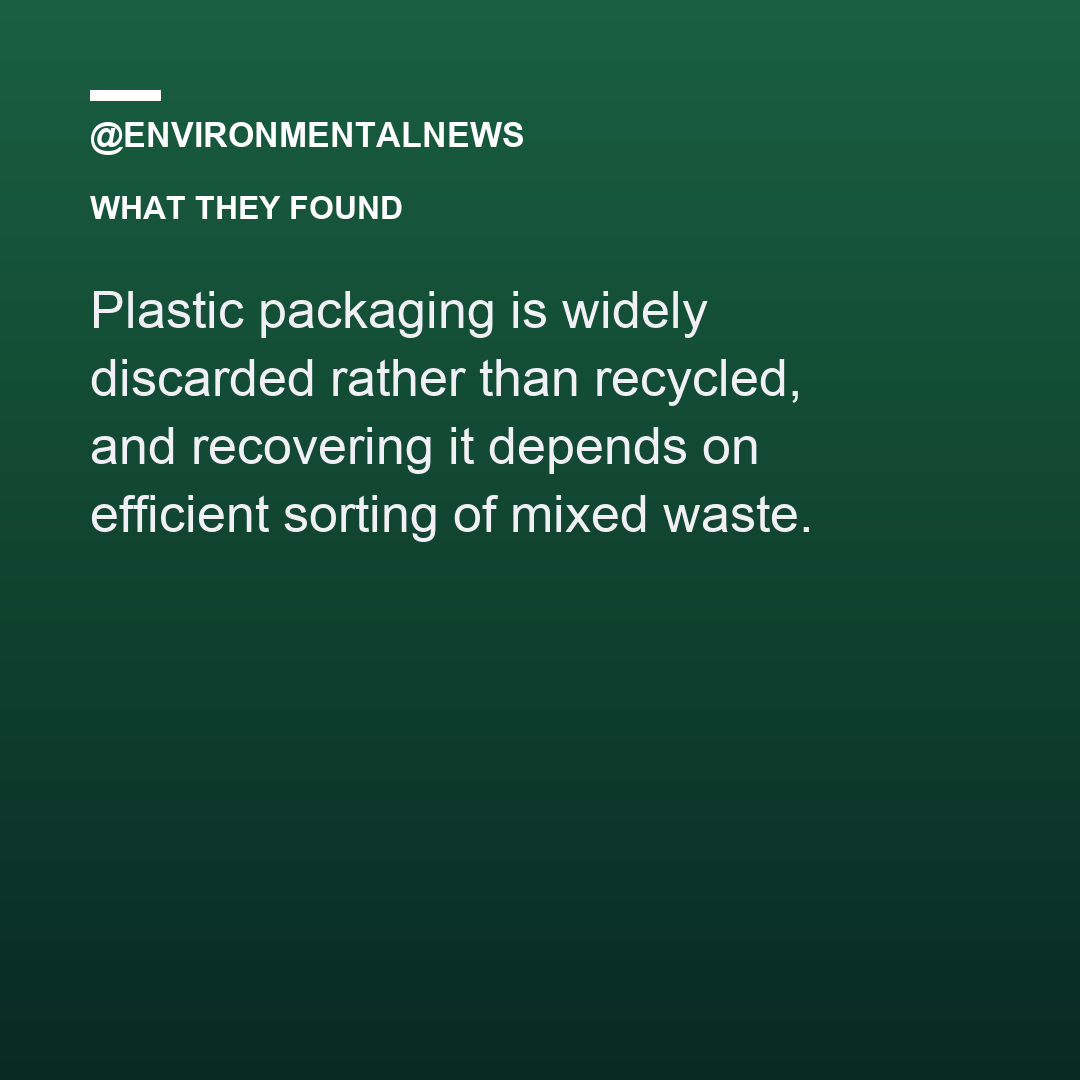 @ENVIRONMENTALNEWS
WHAT THEY FOUND
Plastic packaging is widely
discarded rather than recycled,
and recovering it depends on
efficient sorting of mixed waste.